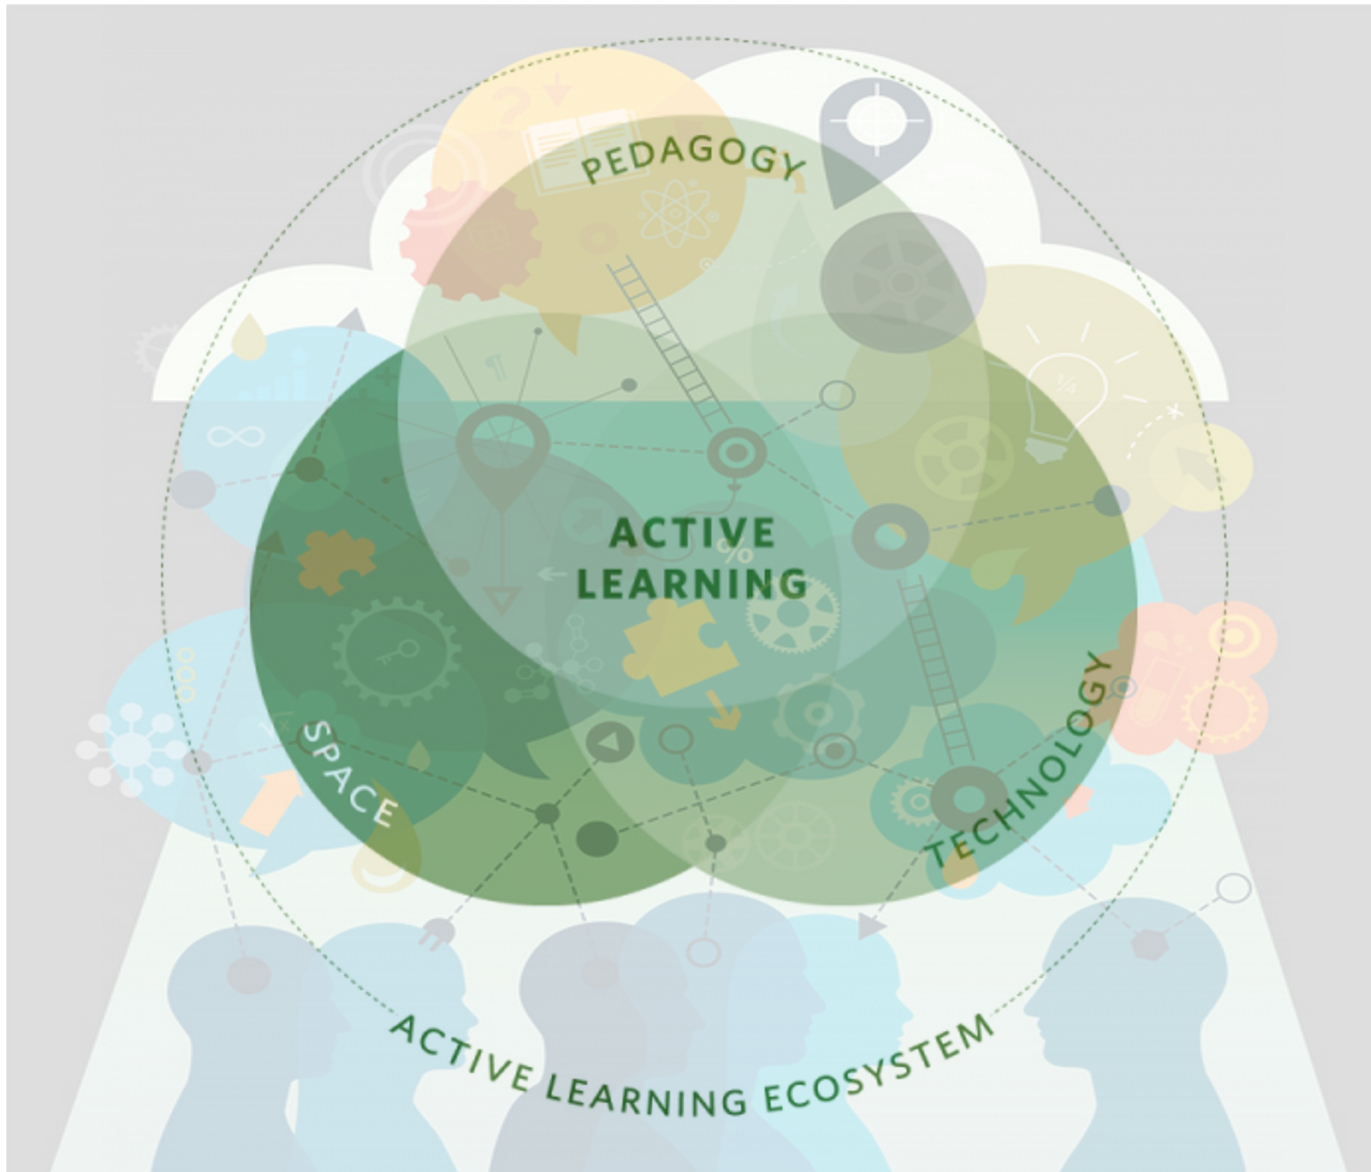 PEDAGOGY
ACTIVE
LEARNING
%
SPACE
TECHNOLOGY
ACTIVE LEARNING ECOSYSTEM